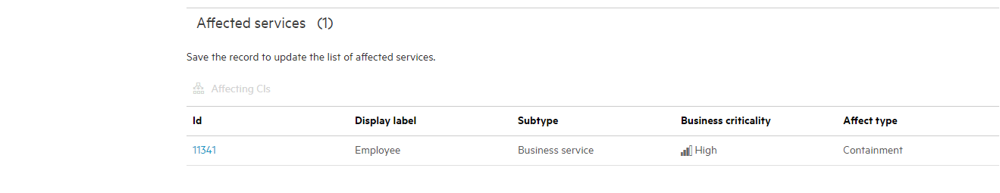 Affected services (1)
Save the record to update the list of affected services.
Affecting CIs
Id Display label Subtype Business criticality Affect type
11341 Employee Business service High Containment